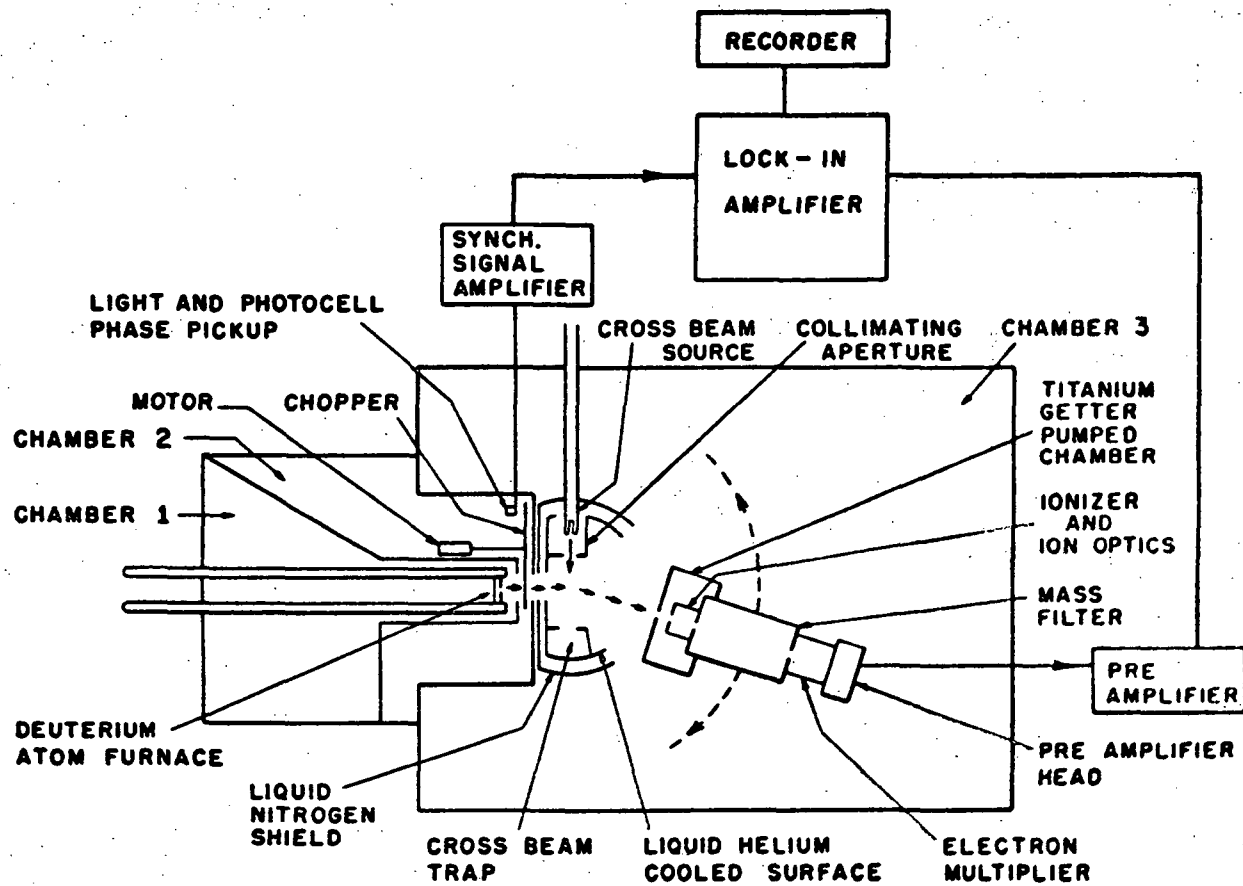 RECORDER
LOCK-IN
AMPLIFIER
SYNCH.
SIGNAL
AMPLIFIER
LIGHT AND PHOTOCELL
PHASE PICKUP
CROSS BEAM
SOURCE
COLLIMATING
APERTURE
CHAMBER 3
MOTOR
CHOPPER
TITANIUM
GETTER
PUMPED
CHAMBER
CHAMBER 2
CHAMBER 1
IONIZER
AND
ION OPTICS
MASS
FILTER
PRE
AMPLIFIER
DEUTERIUM
ATOM FURNACE
PRE AMPLIFIER
HEAD
LIQUID
NITROGEN
SHIELD
CROSS BEAM
TRAP
LIQUID HELIUM
COOLED SURFACE
ELECTRON
MULTIPLIER